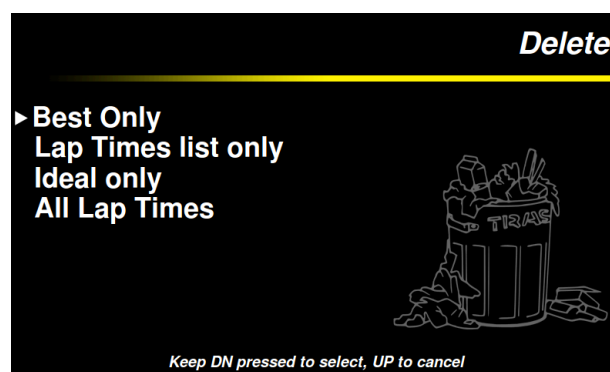 Delete
Best Only
Lap Times list only
Ideal only
All Lap Times
TRAS
Keep DN pressed to select, UP to cancel